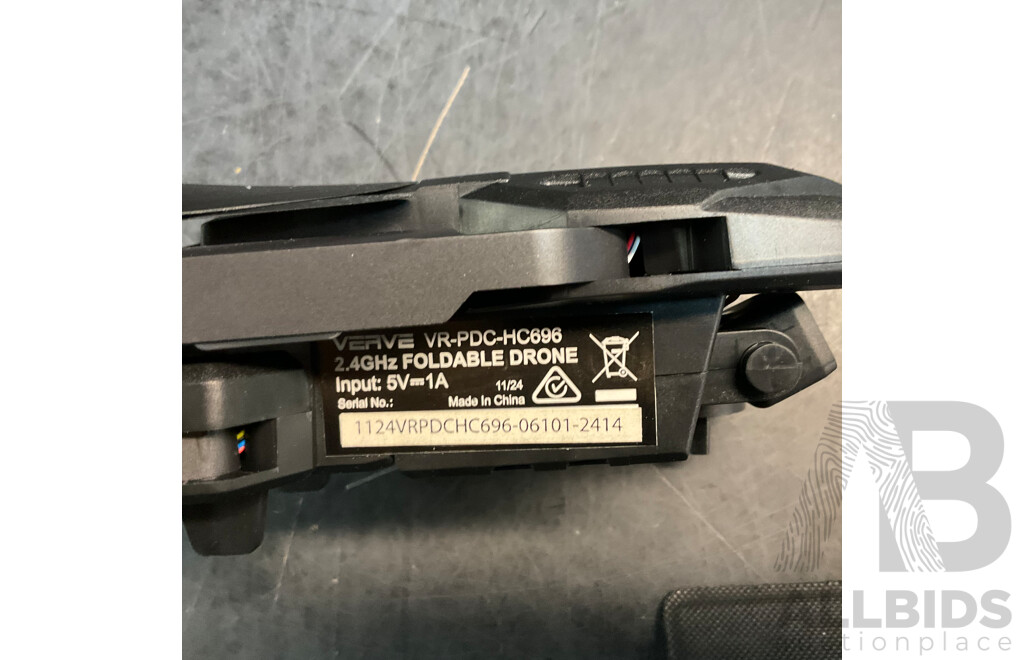 VERVE VR-PDC-HC696
2.4GHz FOLDABLE DRONE
Input: 5V⎓1A 11/24
Serial No.: Made in China
1124VRPDCHC696-06101-2414
AB
ALLBIDS